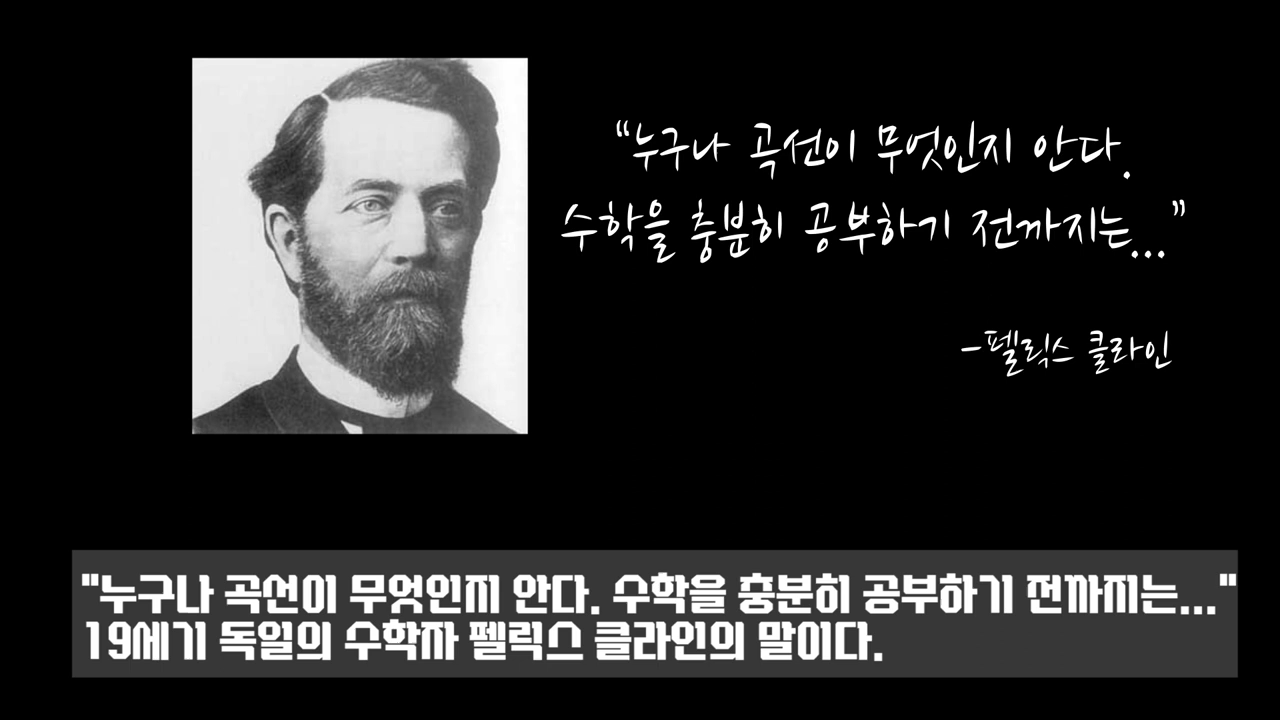 “누구나 곡선이 무엇인지 안다.
수학을 충분히 공부하기 전까지는...”
-펠릭스 클라인
"누구나 곡선이 무엇인지 안다. 수학을 충분히 공부하기 전까지는..."
19세기 독일의 수학자 펠릭스 클라인의 말이다.